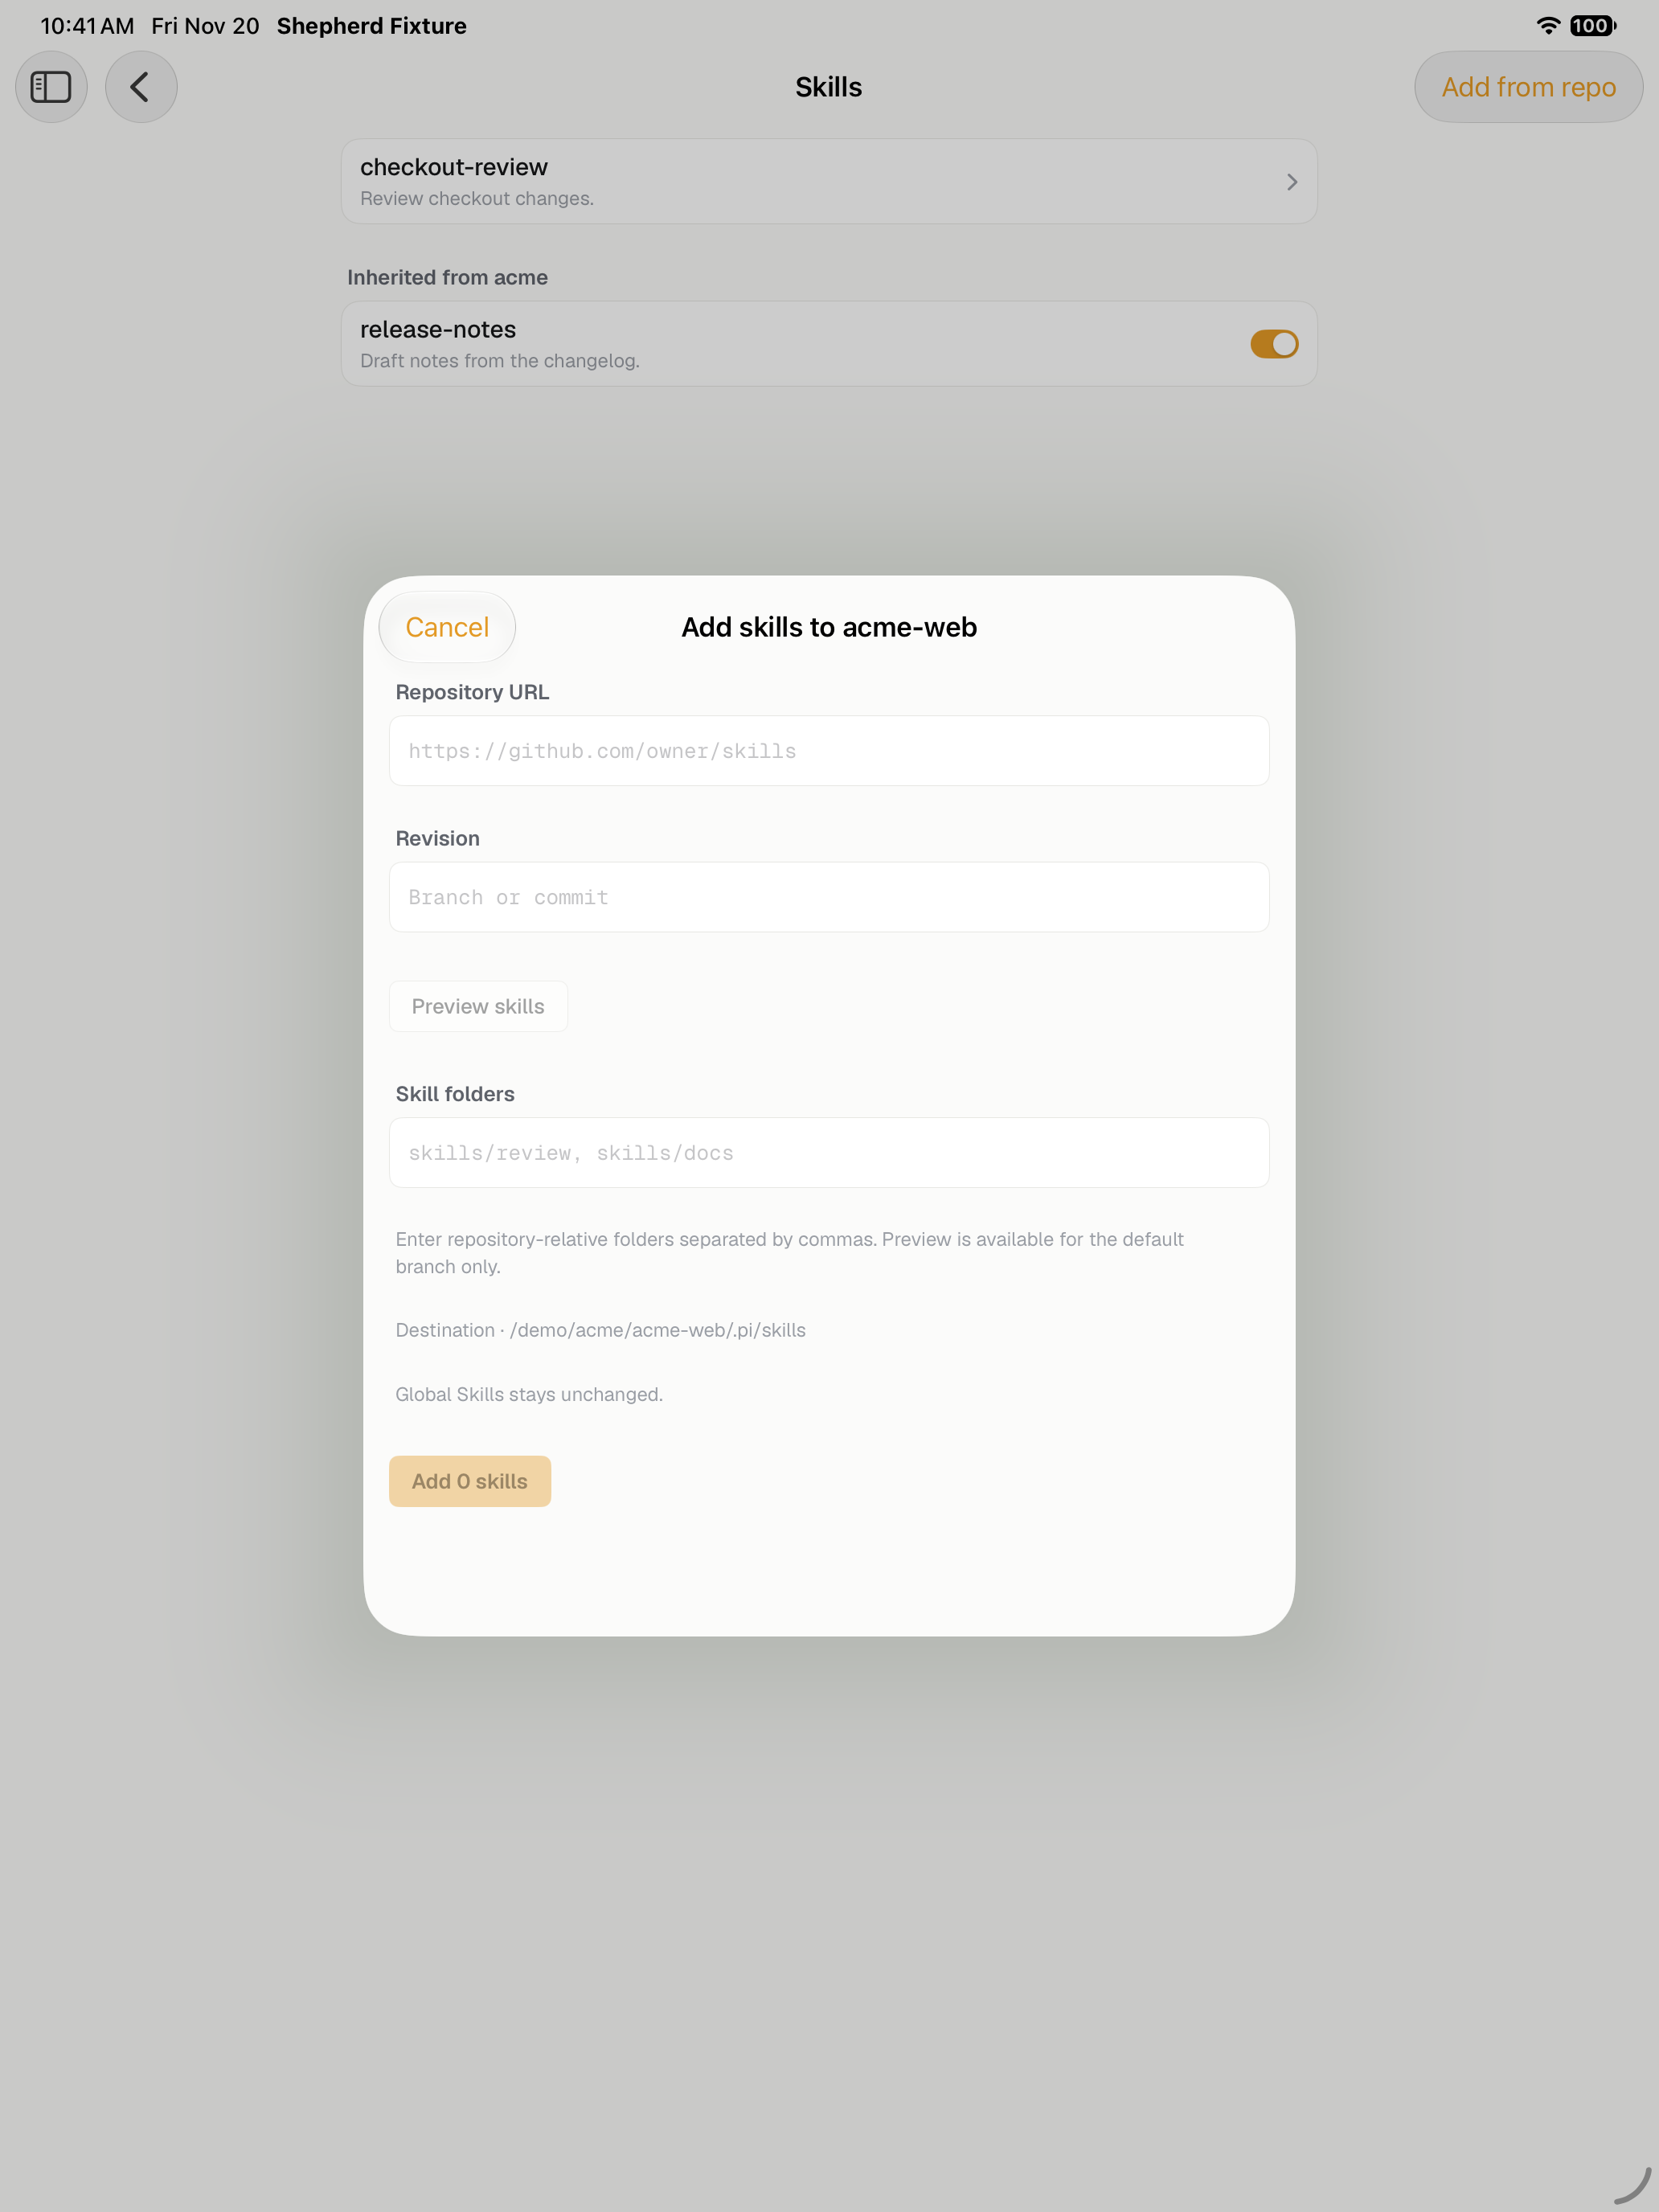 10:41 AM Fri Nov 20 Shepherd Fixture
100
Skills
Add from repo
checkout-review
Review checkout changes.
Inherited from acme
release-notes
Draft notes from the changelog.
Cancel
Add skills to acme-web
Repository URL
https://github.com/owner/skills
Revision
Branch or commit
Preview skills
Skill folders
skills/review, skills/docs
Enter repository-relative folders separated by commas. Preview is available for the default
branch only.
Destination · /demo/acme/acme-web/.pi/skills
Global Skills stays unchanged.
Add 0 skills